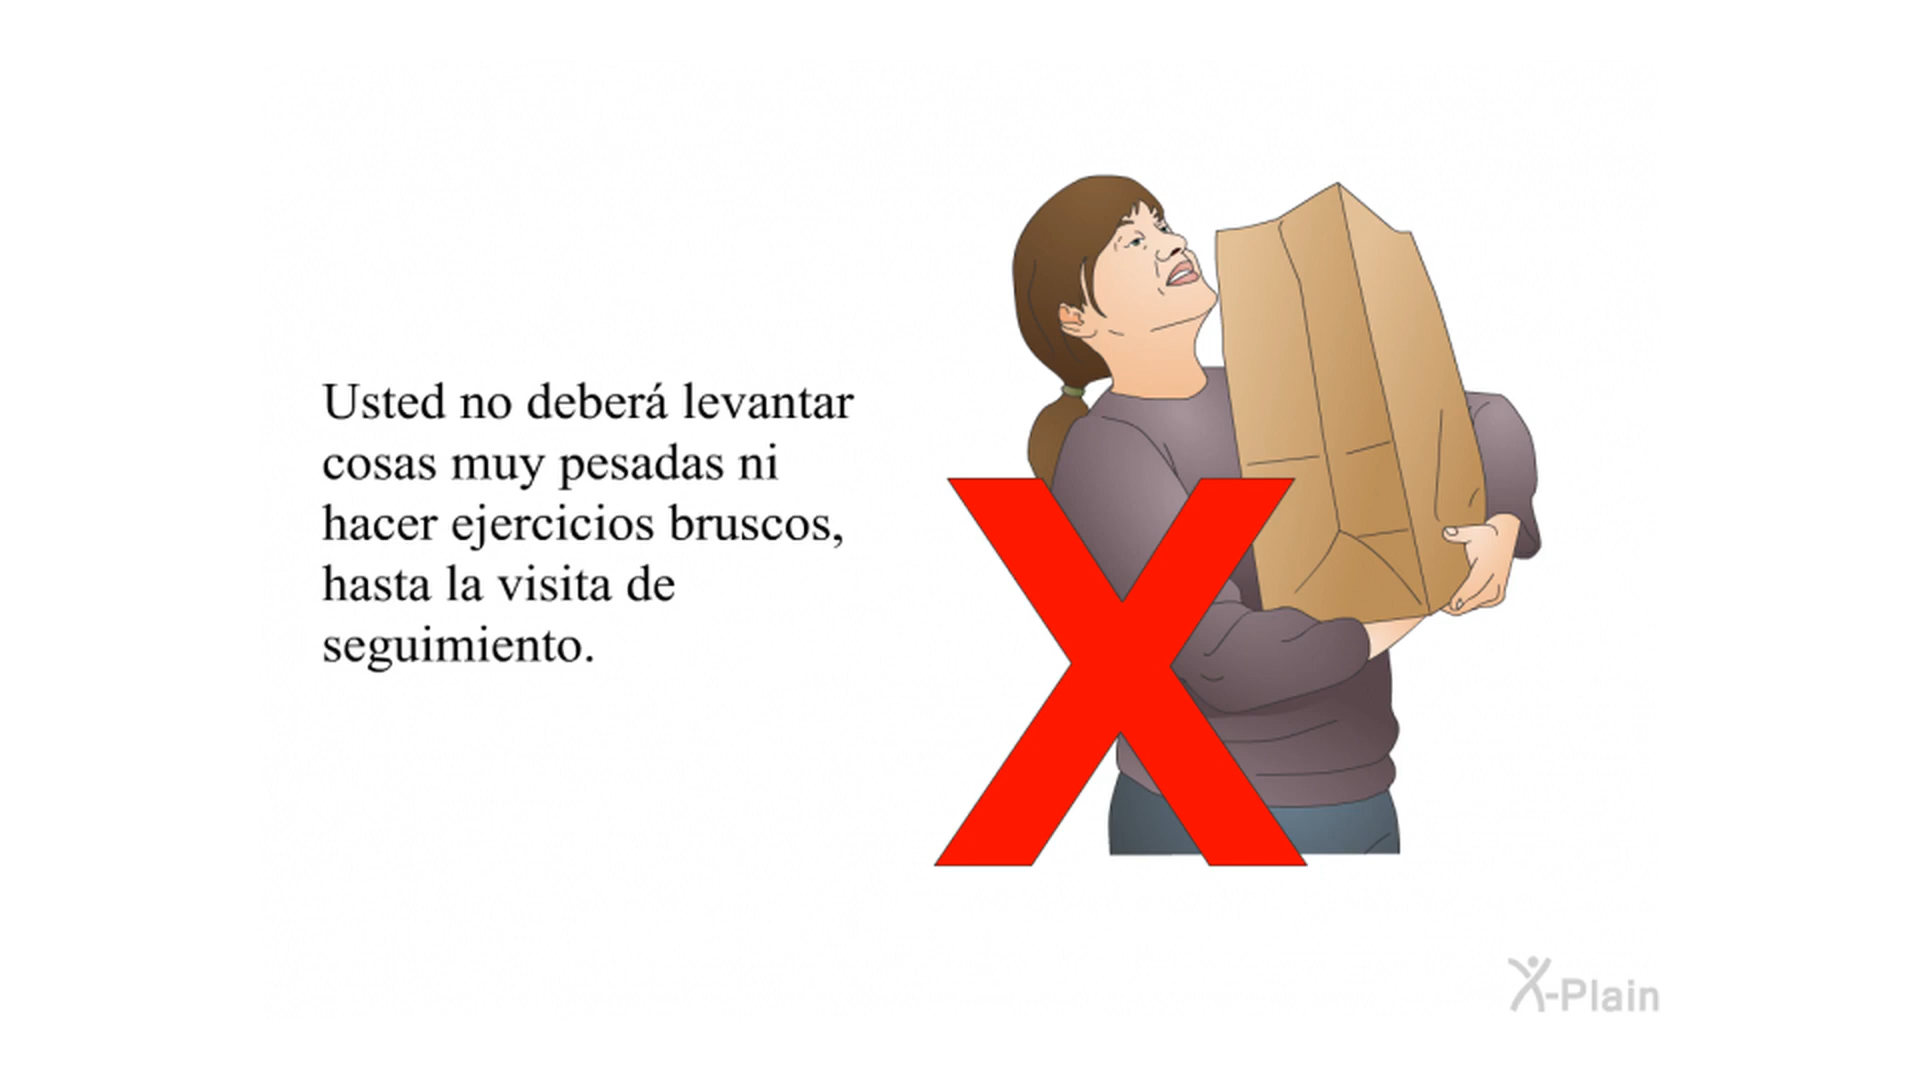 Usted no deberá levantar
cosas muy pesadas ni
hacer ejercicios bruscos,
hasta la visita de
seguimiento.
X-Plain